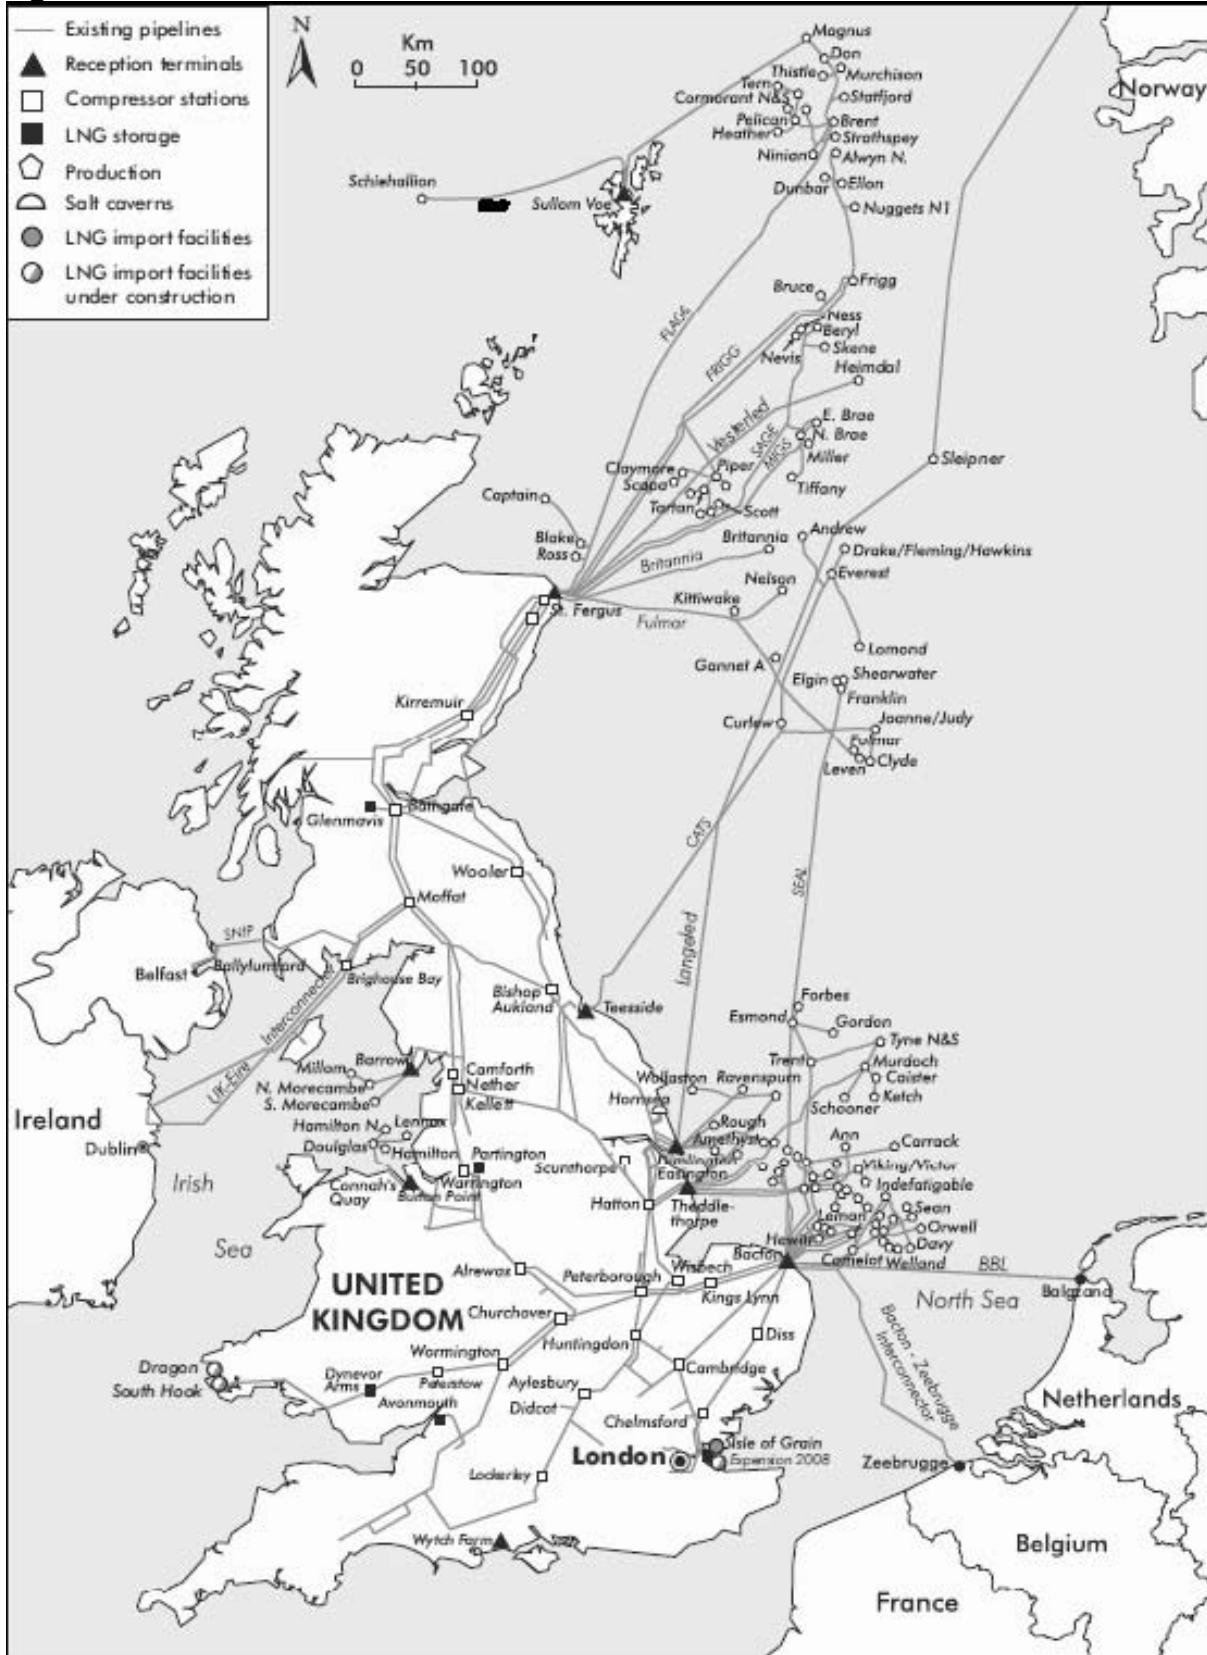 Existing pipelines
Reception terminals
Compressor stations
LNG storage
Production
Salt caverns
LNG import facilities
LNG import facilities
under construction
N
Km
0 50 100
Norway
Magnus
Don
Thistle
Murchison
Tern
Statfjord
Cormorant N&S
Pelican
Brent
Heather
Strathspey
Ninian
Alwyn N.
Dunbar
Ellon
Nuggets N1
Schiehallion
Sullom Voe
Bruce
Frigg
Ness
Beryl
Nevis
Skene
Heimdal
FLAGS
FRIGG
Vesterled
SAGE
MIGS
E. Brae
N. Brae
Miller
Tiffany
Sleipner
Claymore
Piper
Scapa
Tartan
Scott
Captain
Blake
Ross
Britannia
Britannia
Andrew
Drake/Fleming/Hawkins
Everest
Nelson
Kittiwake
St. Fergus
Fulmar
Lomond
Gannet A
Elgin
Shearwater
Franklin
Curlew
Joanne/Judy
Fulmar
Leven
Clyde
Kirremuir
Bathgate
Glenmavis
CATS
Wooler
SEAL
Moffat
Langeled
SNIP
Belfast
Ballylumford
Brighouse Bay
Interconnector
UK-Eire
Bishop
Aukland
Teesside
Forbes
Esmond
Gordon
Tyne N&S
Trent
Murdoch
Caister
Ketch
Schooner
Barrow
Millom
N. Morecambe
S. Morecambe
Camforth
Nether
Kellett
Wollaston
Ravenspurn
Hornsea
Rough
Amethyst
Ireland
Dublin
Hamilton N.
Lennox
Douglas
Hamilton
Partington
Warrington
Connah's
Quay
Burton Point
Scunthorpe
Dimlington
Easington
Ann
Carrack
Viking/Victor
Indefatigable
Hatton
Theddle-
thorpe
Leman
Sean
Orwell
Davy
Hewitt
Bacton
Camelot
Welland
BBL
Balgzand
Irish
Sea
UNITED
KINGDOM
Alrewas
Peterborough
Wisbech
Kings Lynn
North Sea
Churchover
Huntingdon
Diss
Bacton - Zeebrugge
Interconnector
Dragon
South Hook
Wormington
Dynevor
Arms
Peterstow
Aylesbury
Cambridge
Avonmouth
Didcot
Chelmsford
Netherlands
London
Isle of Grain
Expension 2008
Zeebrugge
Lockerley
Wytch Farm
Belgium
France